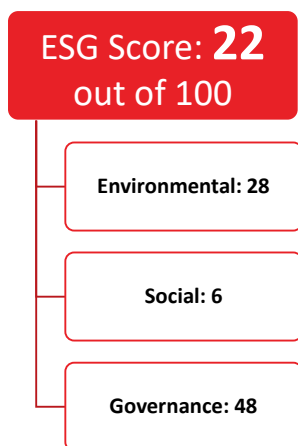 ESG Score: 22
out of 100
Environmental: 28
Social: 6
Governance: 48